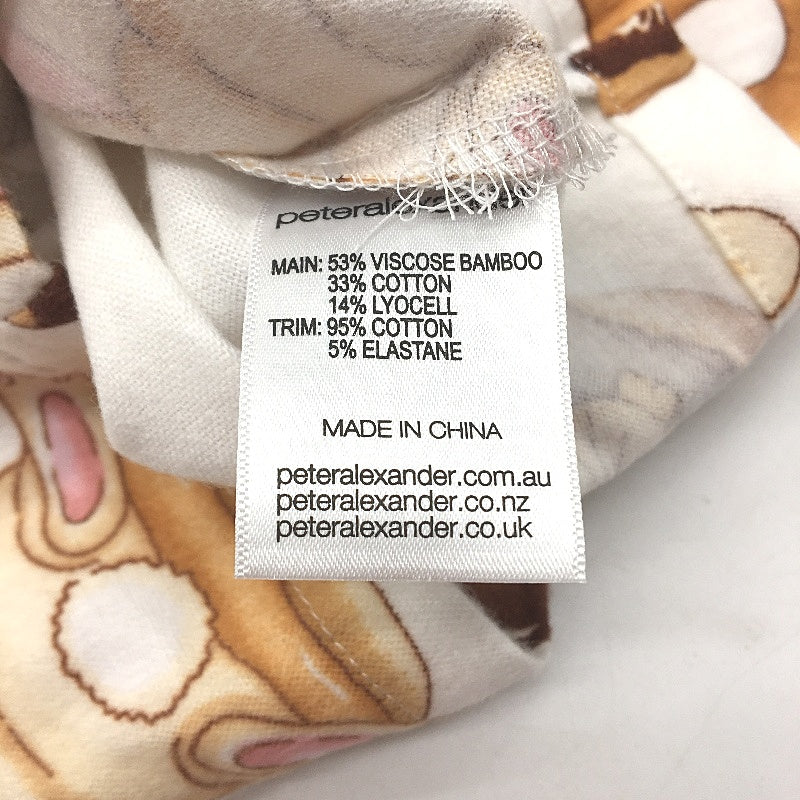 peteralexander
MAIN: 53% VISCOSE BAMBOO
33% COTTON
14% LYOCELL
TRIM: 95% COTTON
5% ELASTANE
MADE IN CHINA
peteralexander.com.au
peteralexander.co.nz
peteralexander.co.uk